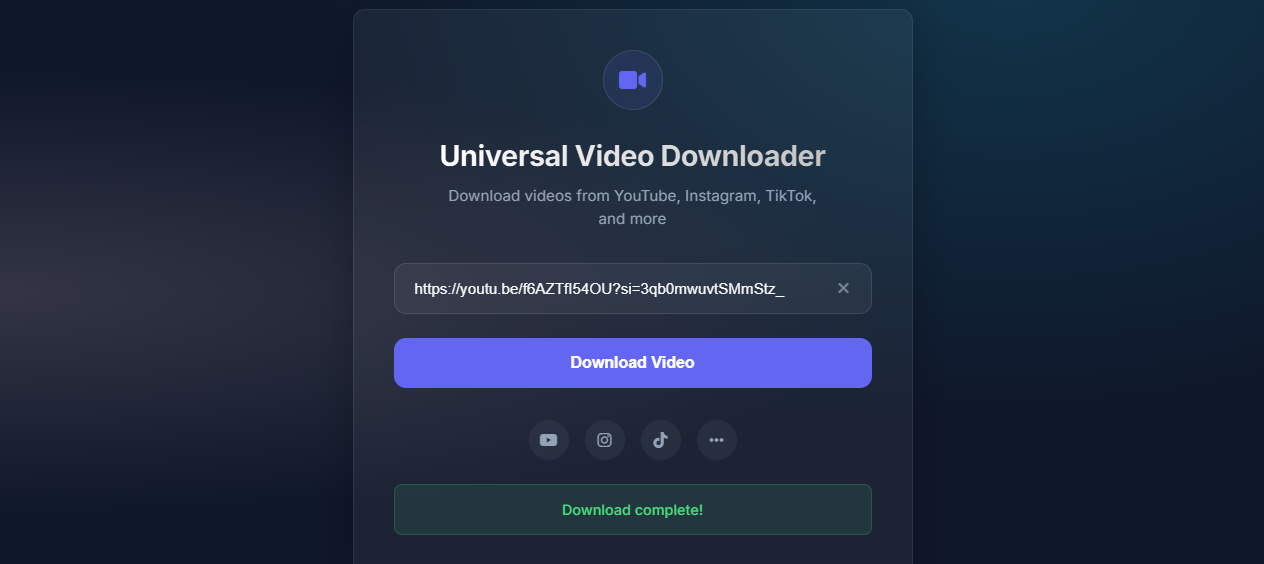 Universal Video Downloader
Download videos from YouTube, Instagram, TikTok,
and more
https://youtu.be/f6AZTfI54OU?si=3qb0mwuvtSMmStz_
Download Video
Download complete!